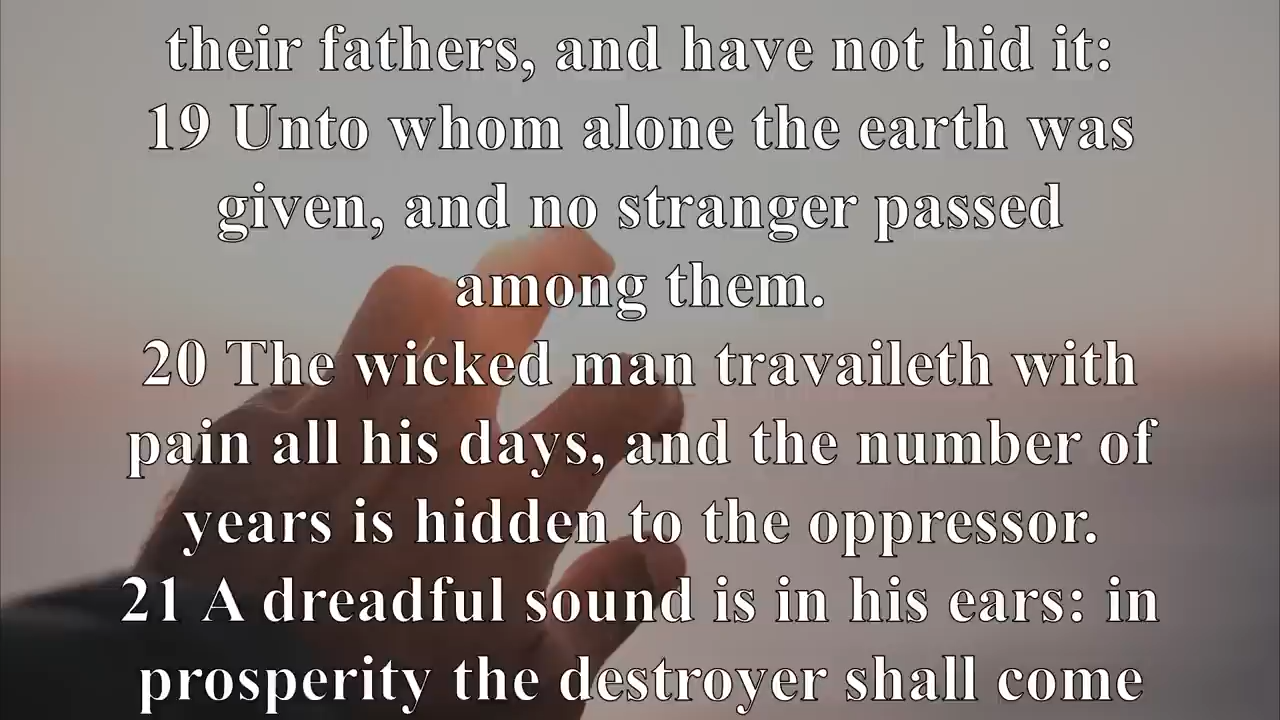 their fathers, and have not hid it:
19 Unto whom alone the earth was
given, and no stranger passed
among them.
20 The wicked man travaileth with
pain all his days, and the number of
years is hidden to the oppressor.
21 A dreadful sound is in his ears: in
prosperity the destroyer shall come